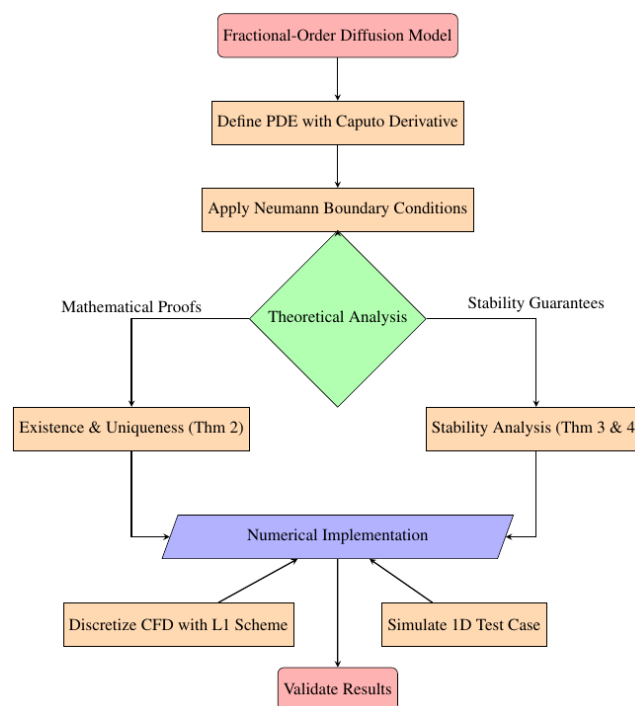 Fractional-Order Diffusion Model
Define PDE with Caputo Derivative
Apply Neumann Boundary Conditions
Mathematical Proofs
Stability Guarantees
Theoretical Analysis
Existence & Uniqueness (Thm 2)
Stability Analysis (Thm 3 & 4
Numerical Implementation
Discretize CFD with L1 Scheme
Simulate 1D Test Case
Validate Results